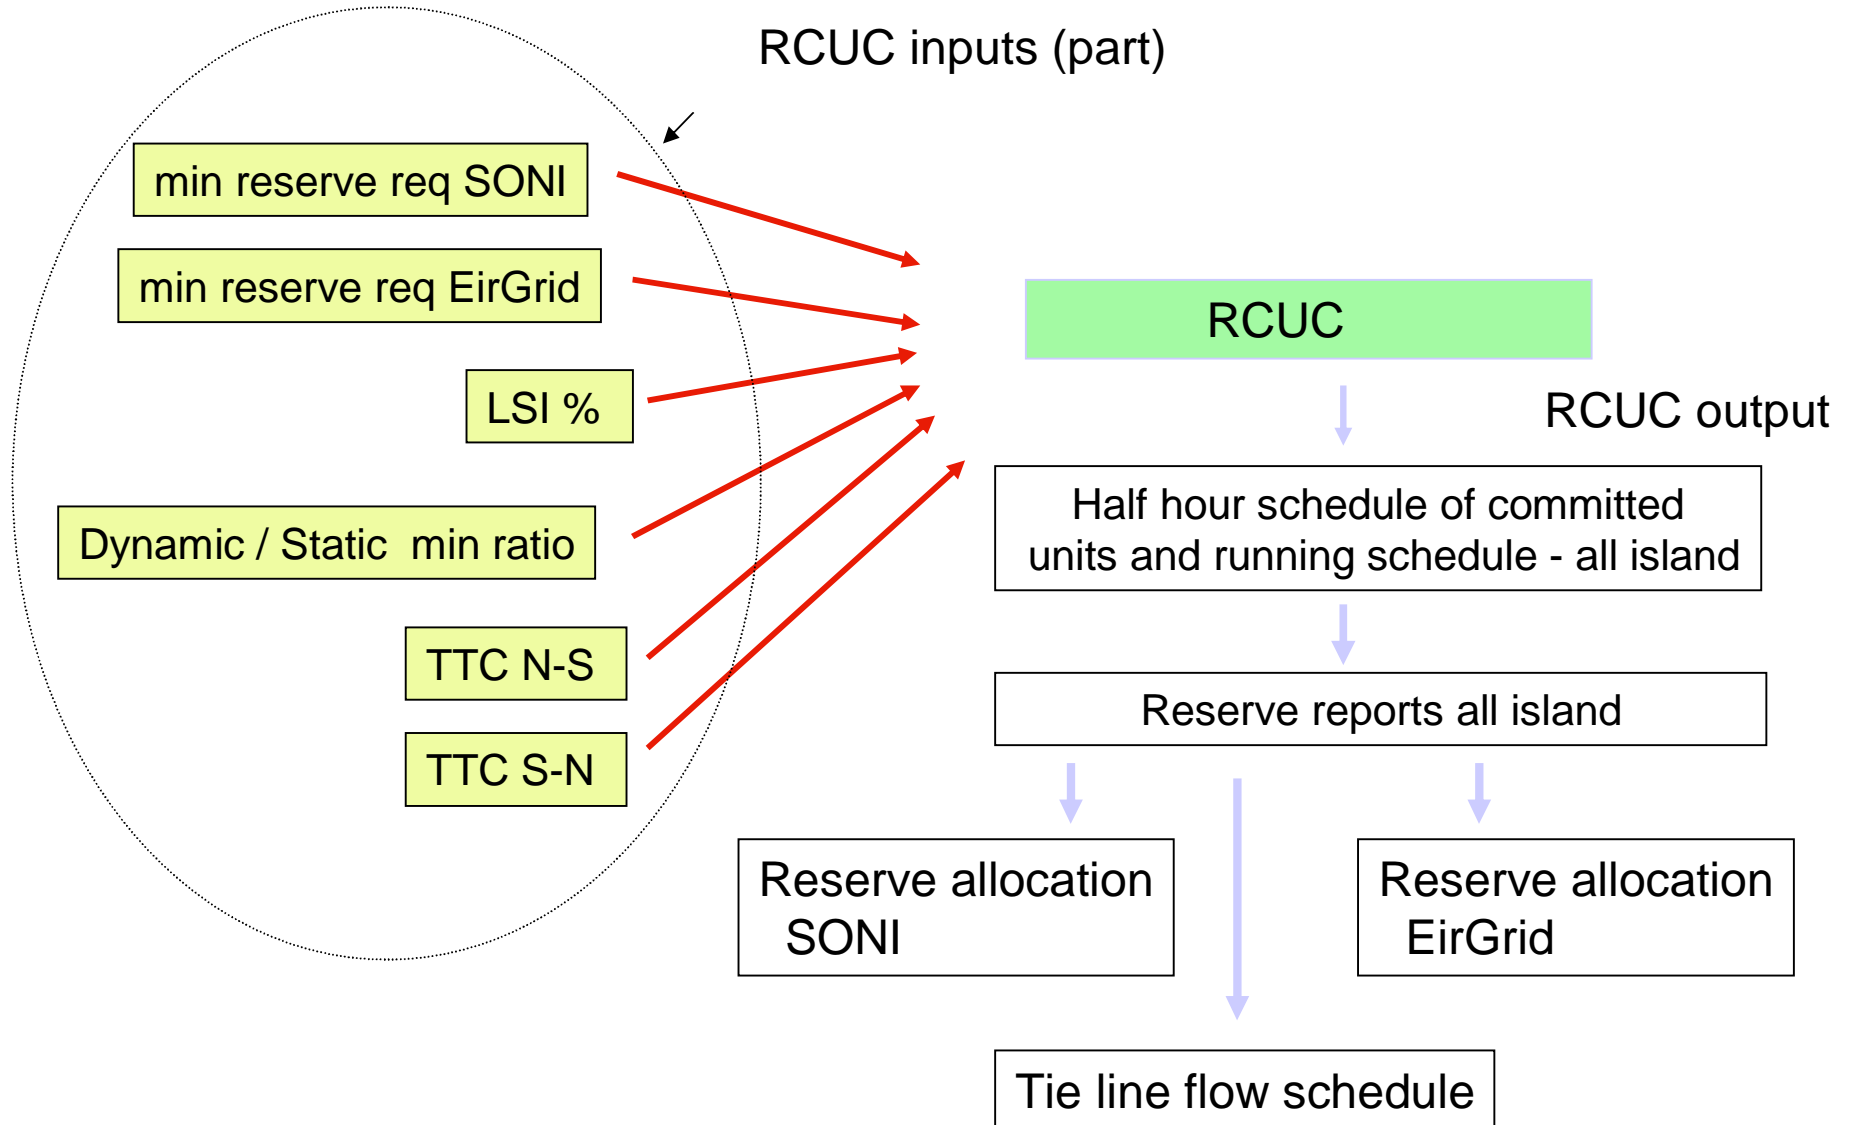 RCUC inputs (part)
min reserve req SONI
min reserve req EirGrid
LSI %
Dynamic / Static min ratio
TTC N-S
TTC S-N
RCUC
RCUC output
Half hour schedule of committed
units and running schedule - all island
Reserve reports all island
Reserve allocation
SONI
Reserve allocation
EirGrid
Tie line flow schedule